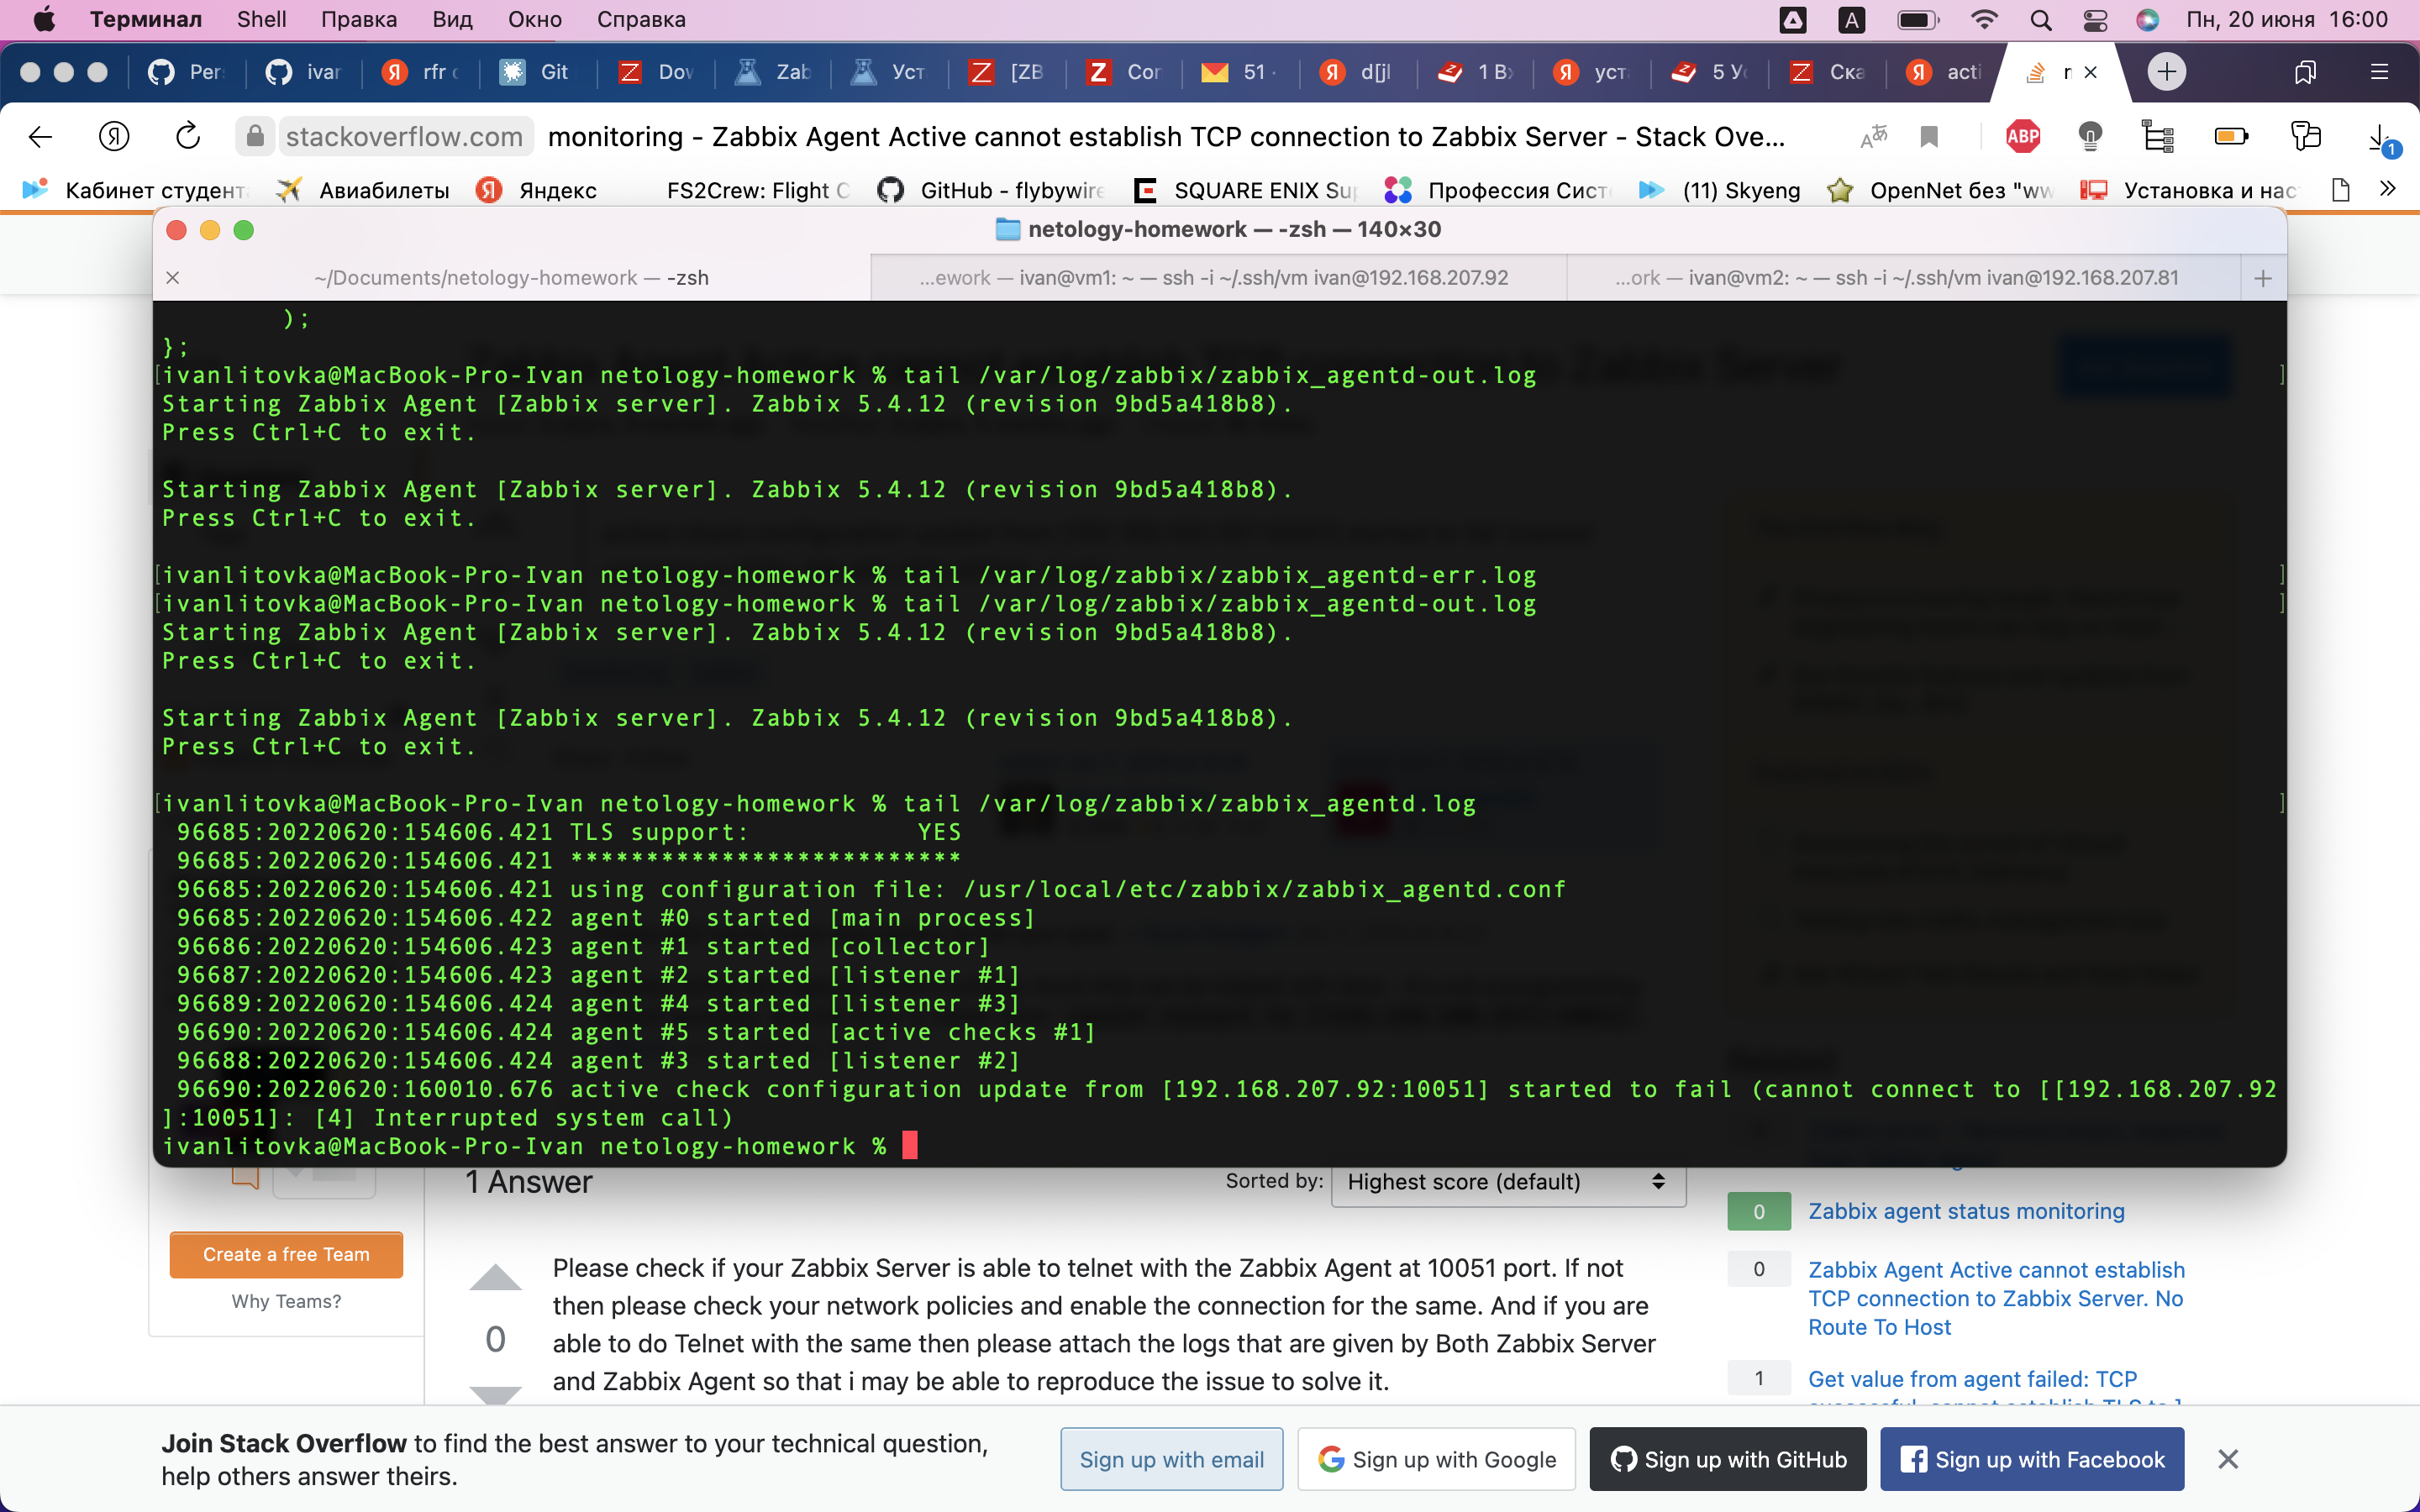 Терминал Shell Правка Вид Окно Справка A Пн, 20 июня 16:00
Per ivar rfr Git Dov Zab Уст [ZB Cor 51 d[jl 1 B уст 5 У Ска acti
stackoverflow.com monitoring - Zabbix Agent Active cannot establish TCP connection to Zabbix Server - Stack Ove... ABP 1
Кабинет студент Авиабилеты Яндекс FS2Crew: Flight C GitHub - flybywire SQUARE ENIX Sup Профессия Сист (11) Skyeng OpenNet без "ww Установка и нас
netology-homework — -zsh — 140×30
~/Documents/netology-homework — -zsh ...ework — ivan@vm1: ~ — ssh -i ~/.ssh/vm ivan@192.168.207.92 ...ork — ivan@vm2: ~ — ssh -i ~/.ssh/vm ivan@192.168.207.81
);
};
[ivanlitovka@MacBook-Pro-Ivan netology-homework % tail /var/log/zabbix/zabbix_agentd-out.log ]
Starting Zabbix Agent [Zabbix server]. Zabbix 5.4.12 (revision 9bd5a418b8).
Press Ctrl+C to exit.
Starting Zabbix Agent [Zabbix server]. Zabbix 5.4.12 (revision 9bd5a418b8).
Press Ctrl+C to exit.
[ivanlitovka@MacBook-Pro-Ivan netology-homework % tail /var/log/zabbix/zabbix_agentd-err.log ]
[ivanlitovka@MacBook-Pro-Ivan netology-homework % tail /var/log/zabbix/zabbix_agentd-out.log ]
Starting Zabbix Agent [Zabbix server]. Zabbix 5.4.12 (revision 9bd5a418b8).
Press Ctrl+C to exit.
Starting Zabbix Agent [Zabbix server]. Zabbix 5.4.12 (revision 9bd5a418b8).
Press Ctrl+C to exit.
[ivanlitovka@MacBook-Pro-Ivan netology-homework % tail /var/log/zabbix/zabbix_agentd.log ]
96685:20220620:154606.421 TLS support: YES
96685:20220620:154606.421 **************************
96685:20220620:154606.421 using configuration file: /usr/local/etc/zabbix/zabbix_agentd.conf
96685:20220620:154606.422 agent #0 started [main process]
96686:20220620:154606.423 agent #1 started [collector]
96687:20220620:154606.423 agent #2 started [listener #1]
96689:20220620:154606.424 agent #4 started [listener #3]
96690:20220620:154606.424 agent #5 started [active checks #1]
96688:20220620:154606.424 agent #3 started [listener #2]
96690:20220620:160010.676 active check configuration update from [192.168.207.92:10051] started to fail (cannot connect to [[192.168.207.92
]:10051]: [4] Interrupted system call)
ivanlitovka@MacBook-Pro-Ivan netology-homework %
1 Answer Sorted by: Highest score (default)
Create a free Team
Why Teams?
0
Please check if your Zabbix Server is able to telnet with the Zabbix Agent at 10051 port. If not
then please check your network policies and enable the connection for the same. And if you are
able to do Telnet with the same then please attach the logs that are given by Both Zabbix Server
and Zabbix Agent so that i may be able to reproduce the issue to solve it.
0 Zabbix agent status monitoring
0 Zabbix Agent Active cannot establish
TCP connection to Zabbix Server. No
Route To Host
1 Get value from agent failed: TCP
Join Stack Overflow to find the best answer to your technical question,
help others answer theirs.
Sign up with email Sign up with Google Sign up with GitHub Sign up with Facebook